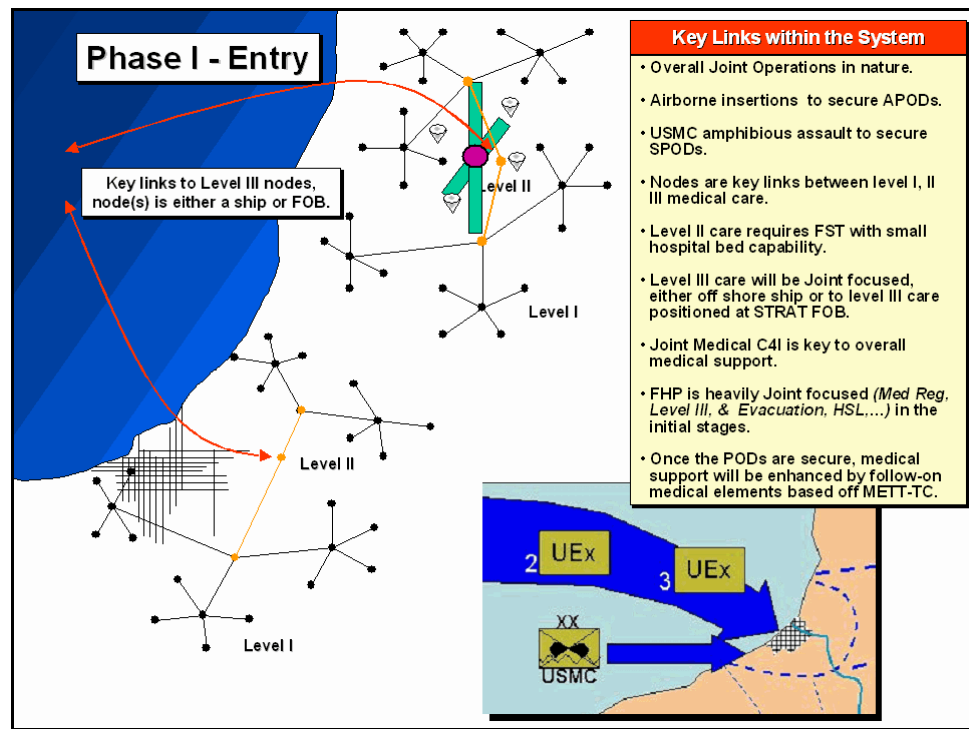 Phase I - Entry
Key links to Level III nodes,
node(s) is either a ship or FOB.
Level II
Level I
Level II
Level I
Key Links within the System
• Overall Joint Operations in nature.
• Airborne insertions to secure APODs.
• USMC amphibious assault to secure
SPODs.
• Nodes are key links between level I, II
III medical care.
• Level II care requires FST with small
hospital bed capability.
• Level III care will be Joint focused,
either off shore ship or to level III care
positioned at STRAT FOB.
• Joint Medical C4I is key to overall
medical support.
• FHP is heavily Joint focused (Med Reg,
Level III, & Evacuation, HSL,...) in the
initial stages.
• Once the PODs are secure, medical
support will be enhanced by follow-on
medical elements based off METT-TC.
2 UEx
3 UEx
XX
USMC